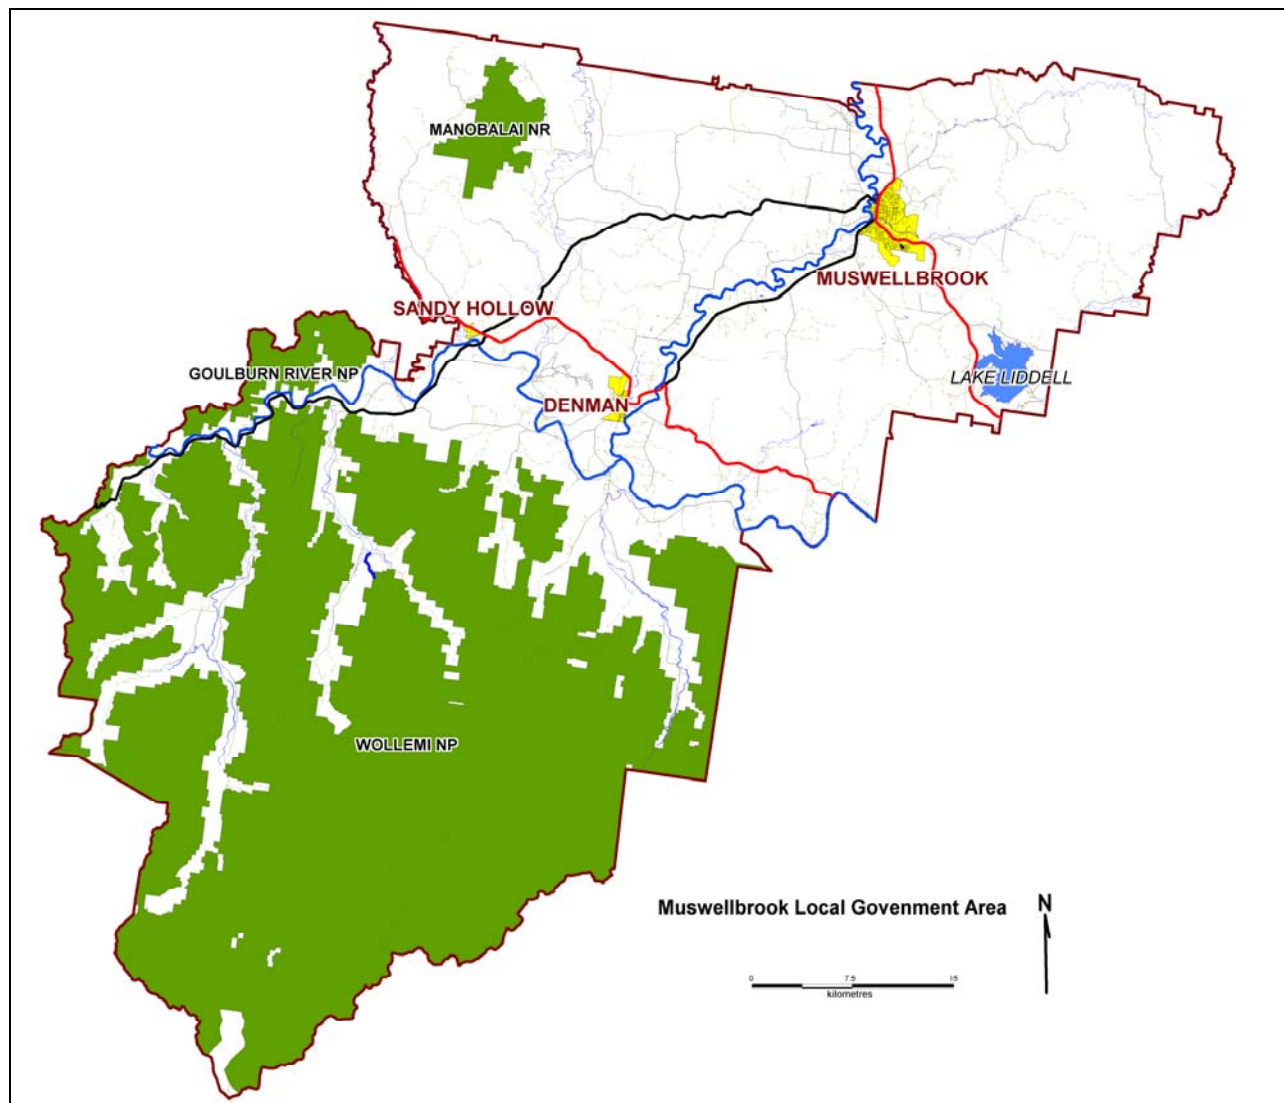 MANOBALAI NR
MUSWELLBROOK
SANDY HOLLOW
GOULBURN RIVER NP
LAKE LIDDELL
DENMAN
WOLLEMI NP
Muswellbrook Local Govenment Area
N
0 7.5 15
kilometres